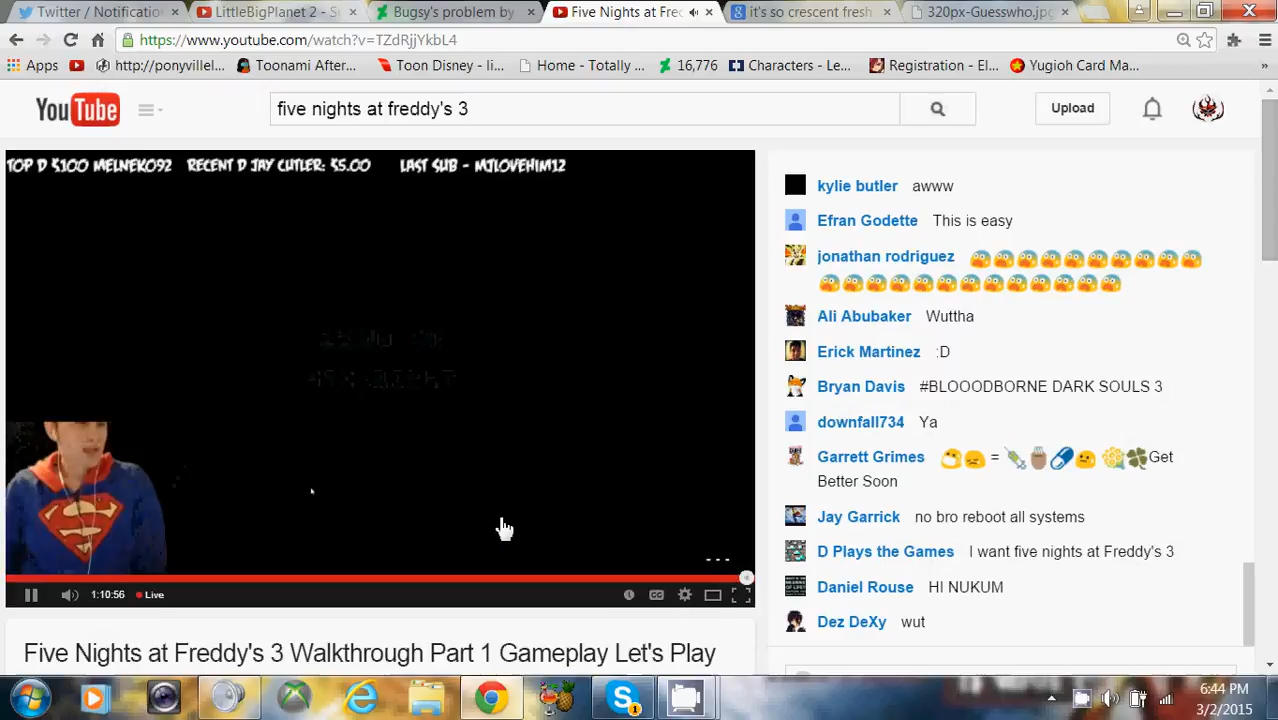 Twitter / Notification
LittleBigPlanet 2 - S
Bugsy's problem by
Five Nights at Fre
it's so crescent fresh
320px-Guesswho.jpg
https://www.youtube.com/watch?v=TZdRjjYkbL4
Apps http://ponyvillel... Toonami After... Toon Disney - li... Home - Totally ... 16,776 Characters - Le... Registration - El... Yugioh Card Ma... »
YouTube five nights at freddy's 3 Upload
TOP D $100 MELNEKO92 RECENT D JAY CUTLER: $5.00 LAST SUB - MJLOVEHIM12
kylie butler awww
Efran Godette This is easy
jonathan rodriguez
Ali Abubaker Wuttha
Erick Martinez :D
Bryan Davis #BLOOODBORNE DARK SOULS 3
downfall734 Ya
Garrett Grimes = Get
Better Soon
Jay Garrick no bro reboot all systems
D Plays the Games I want five nights at Freddy's 3
Daniel Rouse HI NUKUM
Dez DeXy wut
1:10:56 Live
Five Nights at Freddy's 3 Walkthrough Part 1 Gameplay Let's Play
6:44 PM
3/2/2015